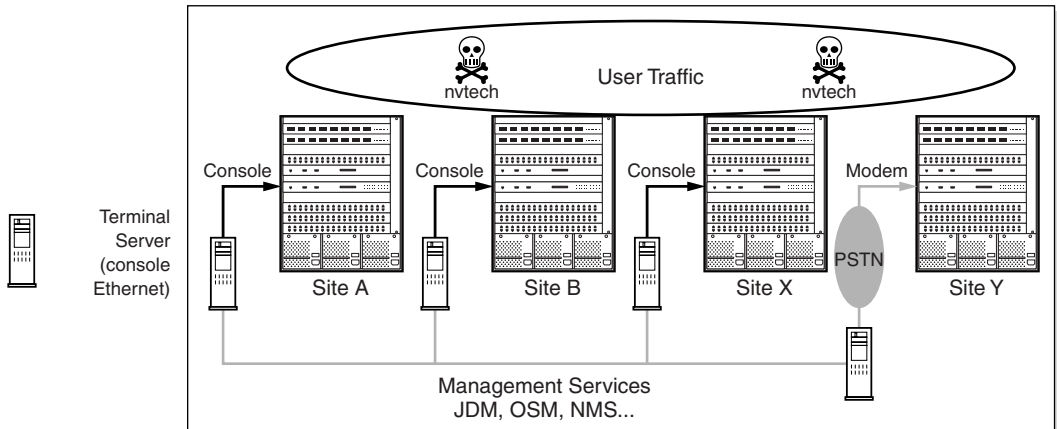 User Traffic
nvtech
nvtech
Console
Console
Console
Modem
Terminal
Server
(console
Ethernet)
PSTN
Site A
Site B
Site X
Site Y
Management Services
JDM, OSM, NMS...